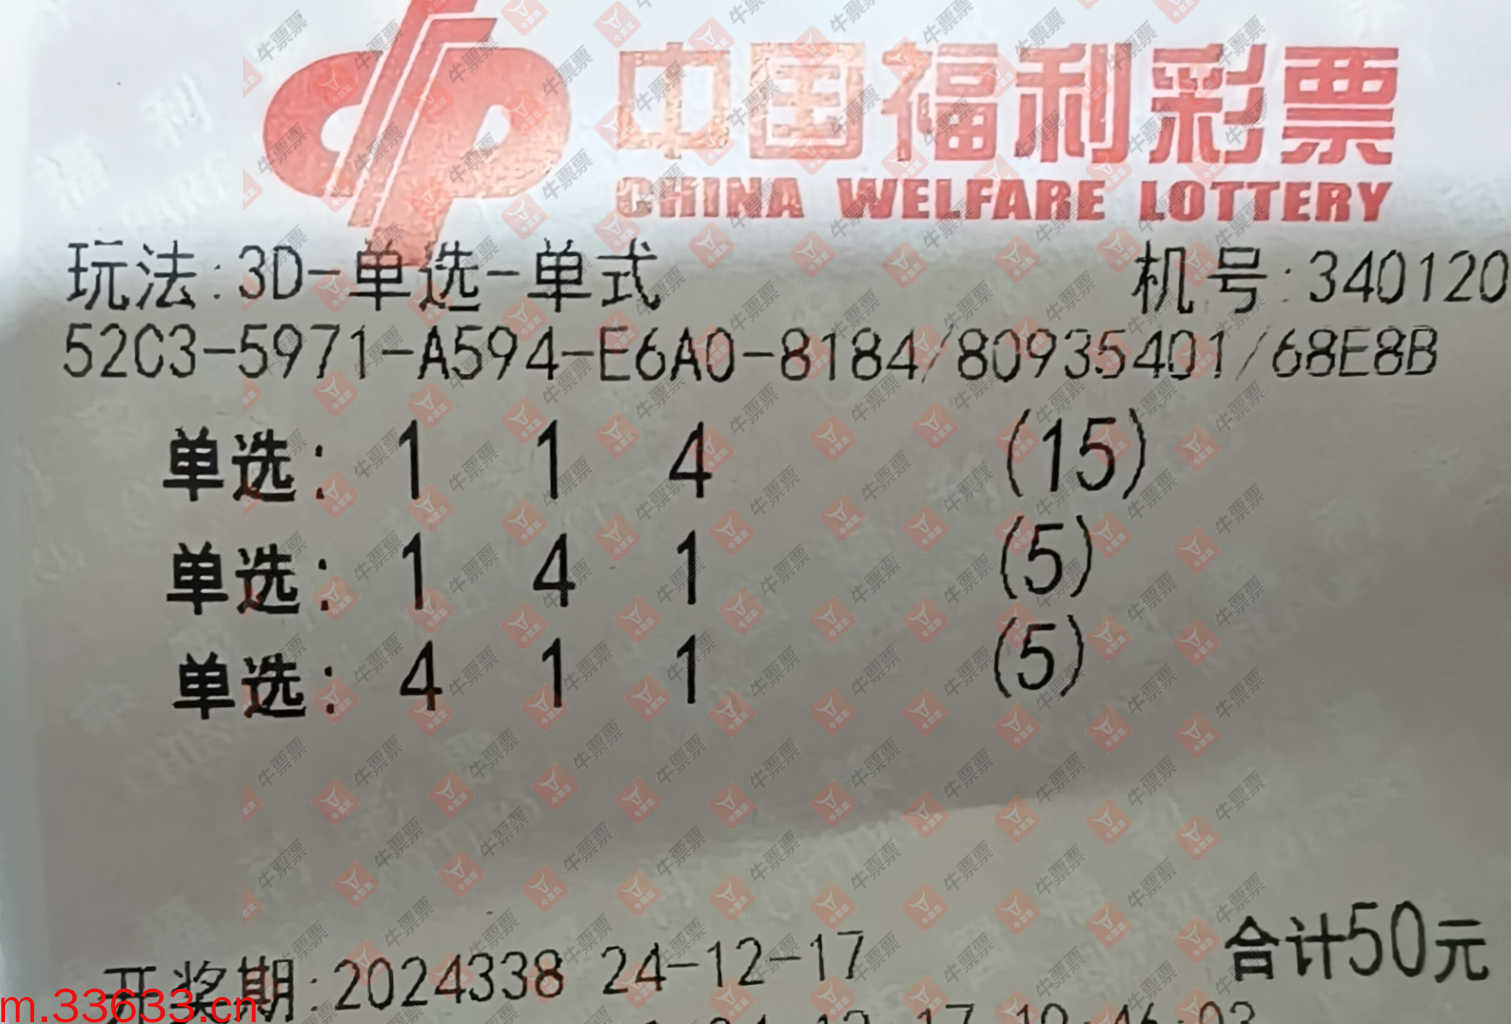 中国福利彩票
CHINA WELFARE LOTTERY
玩法:3D-单选-单式 机号:340120
52C3-5971-A594-E6A0-8184/80935401/68E8B
单选: 1 1 4 (15)
单选: 1 4 1 (5)
单选: 4 1 1 (5)
合计50元
开奖期:2024338 24-12-17
m.33633.cn
牛票票